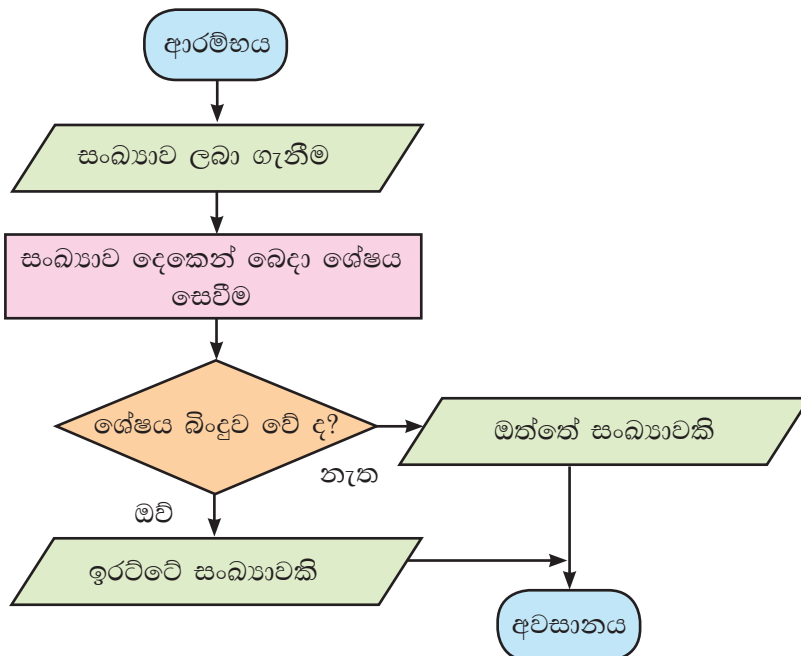 ආරම්භය
සංඛ්‍යාව ලබා ගැනීම
සංඛ්‍යාව දෙකෙන් බෙදා ශේෂය
සෙවීම
ශේෂය බිංදුව වේ ද?
ඔත්තේ සංඛ්‍යාවකි
නැත
ඔව්
ඉරට්ටේ සංඛ්‍යාවකි
අවසානය